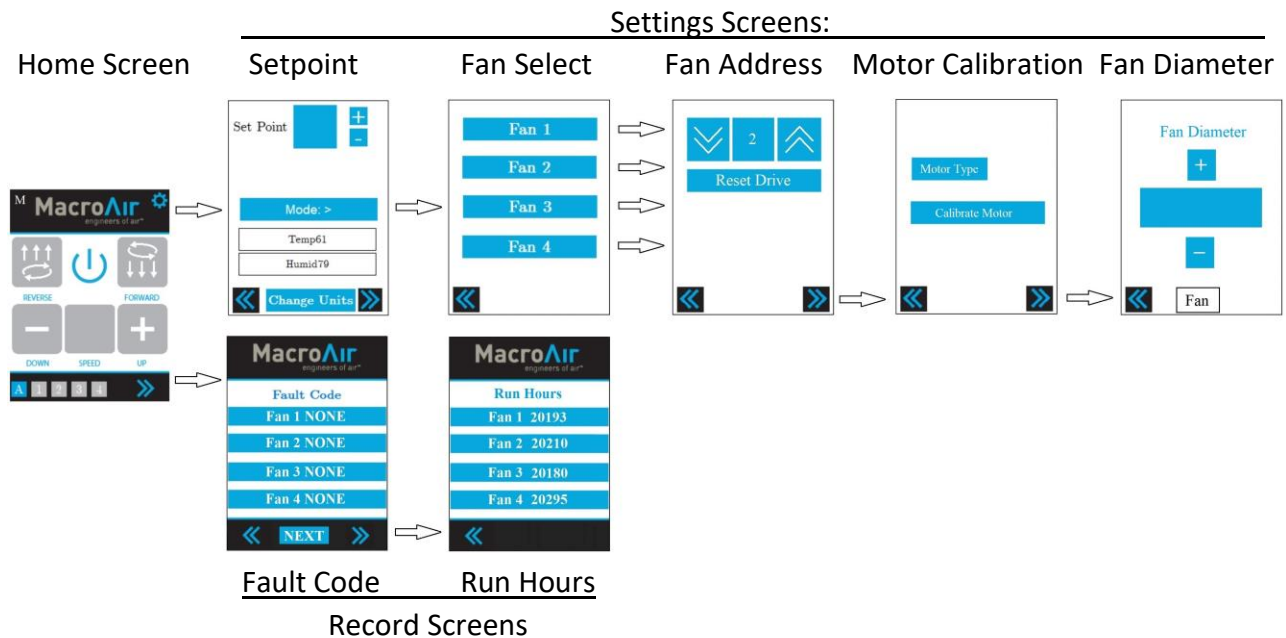 Settings Screens:
Home Screen Setpoint Fan Select Fan Address Motor Calibration Fan Diameter
M MacroAir
engineers of air™
REVERSE FORWARD
DOWN SPEED UP
A 1 2 3 4
Set Point + -
Mode: >
Temp61
Humid79
Change Units
Fan 1
Fan 2
Fan 3
Fan 4
2
Reset Drive
Motor Type
Calibrate Motor
Fan Diameter
+
−
Fan
MacroAir
engineers of air™
Fault Code
Fan 1 NONE
Fan 2 NONE
Fan 3 NONE
Fan 4 NONE
NEXT
MacroAir
engineers of air™
Run Hours
Fan 1 20193
Fan 2 20210
Fan 3 20180
Fan 4 20295
Fault Code Run Hours
Record Screens